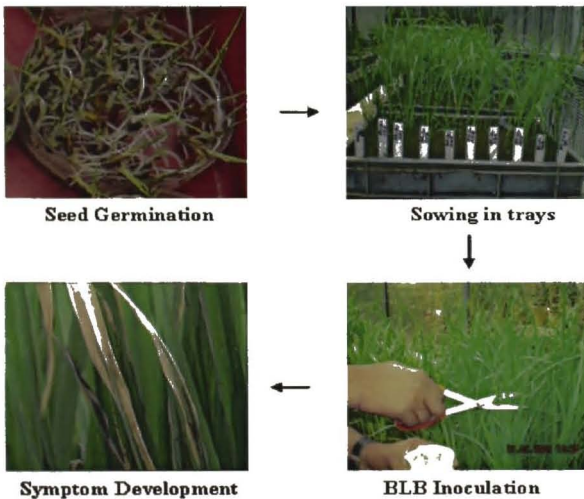 Seed Germination
Sowing in trays
Symptom Development
BLB Inoculation